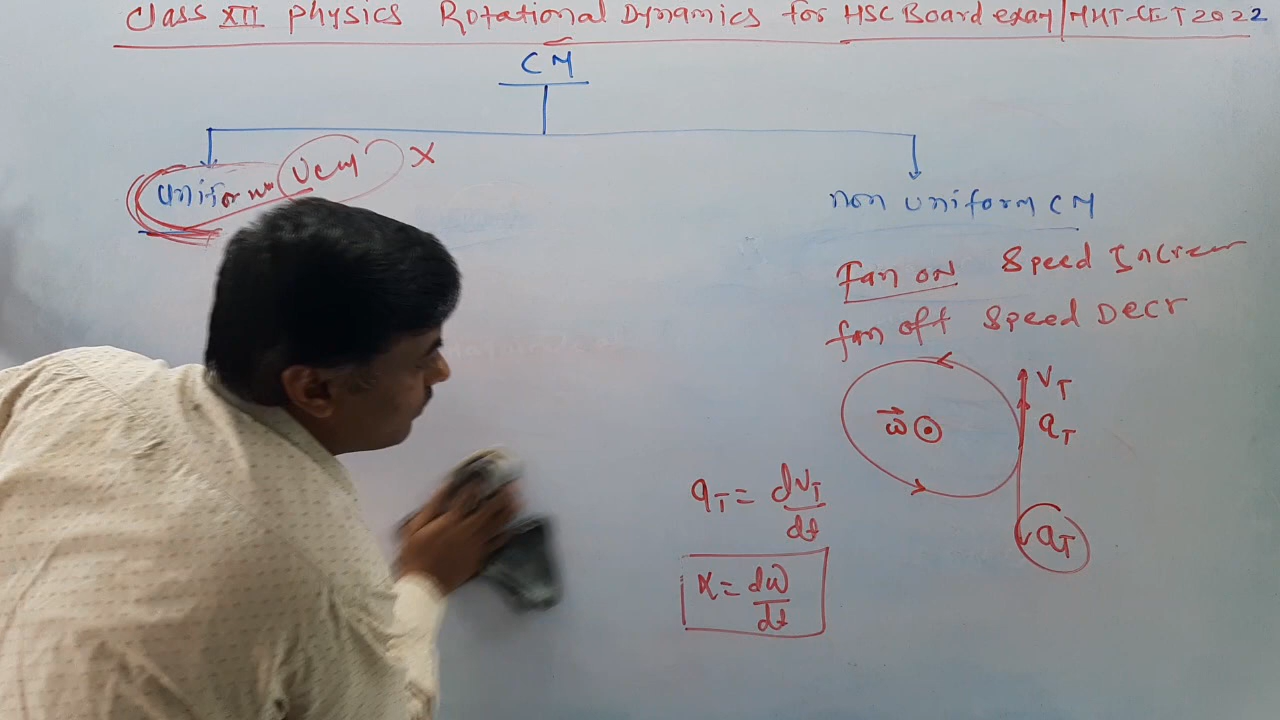 Class XII Physics Rotational Dynamics for HSC Board exam/MHT-CET 2022
CM
Uniform UCM X
non uniform CM
Fan on Speed Increa
fan off Speed Decr
V_T
ω⃗ ⊙ a_T
a_T = dV_T/dt
a_T
α = dω/dt